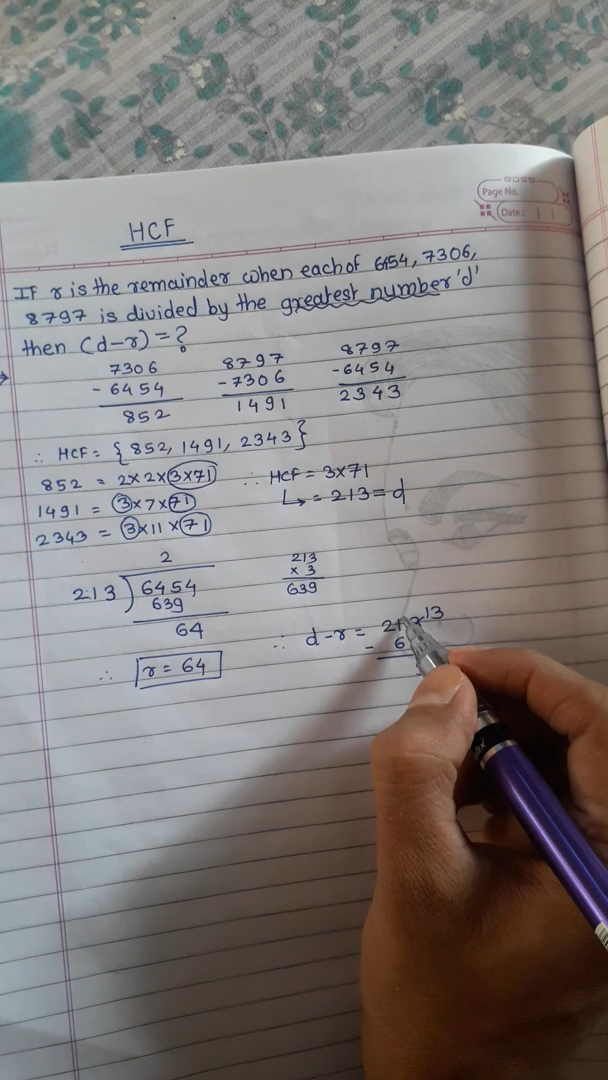 BOSS
Page No.
Date:
HCF
If r is the remainder when each of 6454, 7306,
8797 is divided by the greatest number 'd'
then (d-r) = ?
7306 8797 8797
- 6454 - 7306 - 6454
852 1491 2343
∴ HCF = {852, 1491, 2343}
852 = 2×2×3×71 ∴ HCF = 3×71
1491 = 3×7×71 ↳ = 213 = d
2343 = 3×11×71
2 213
213 ) 6454 × 3
639 639
64
∴ r = 64
∴ d-r =
- 6